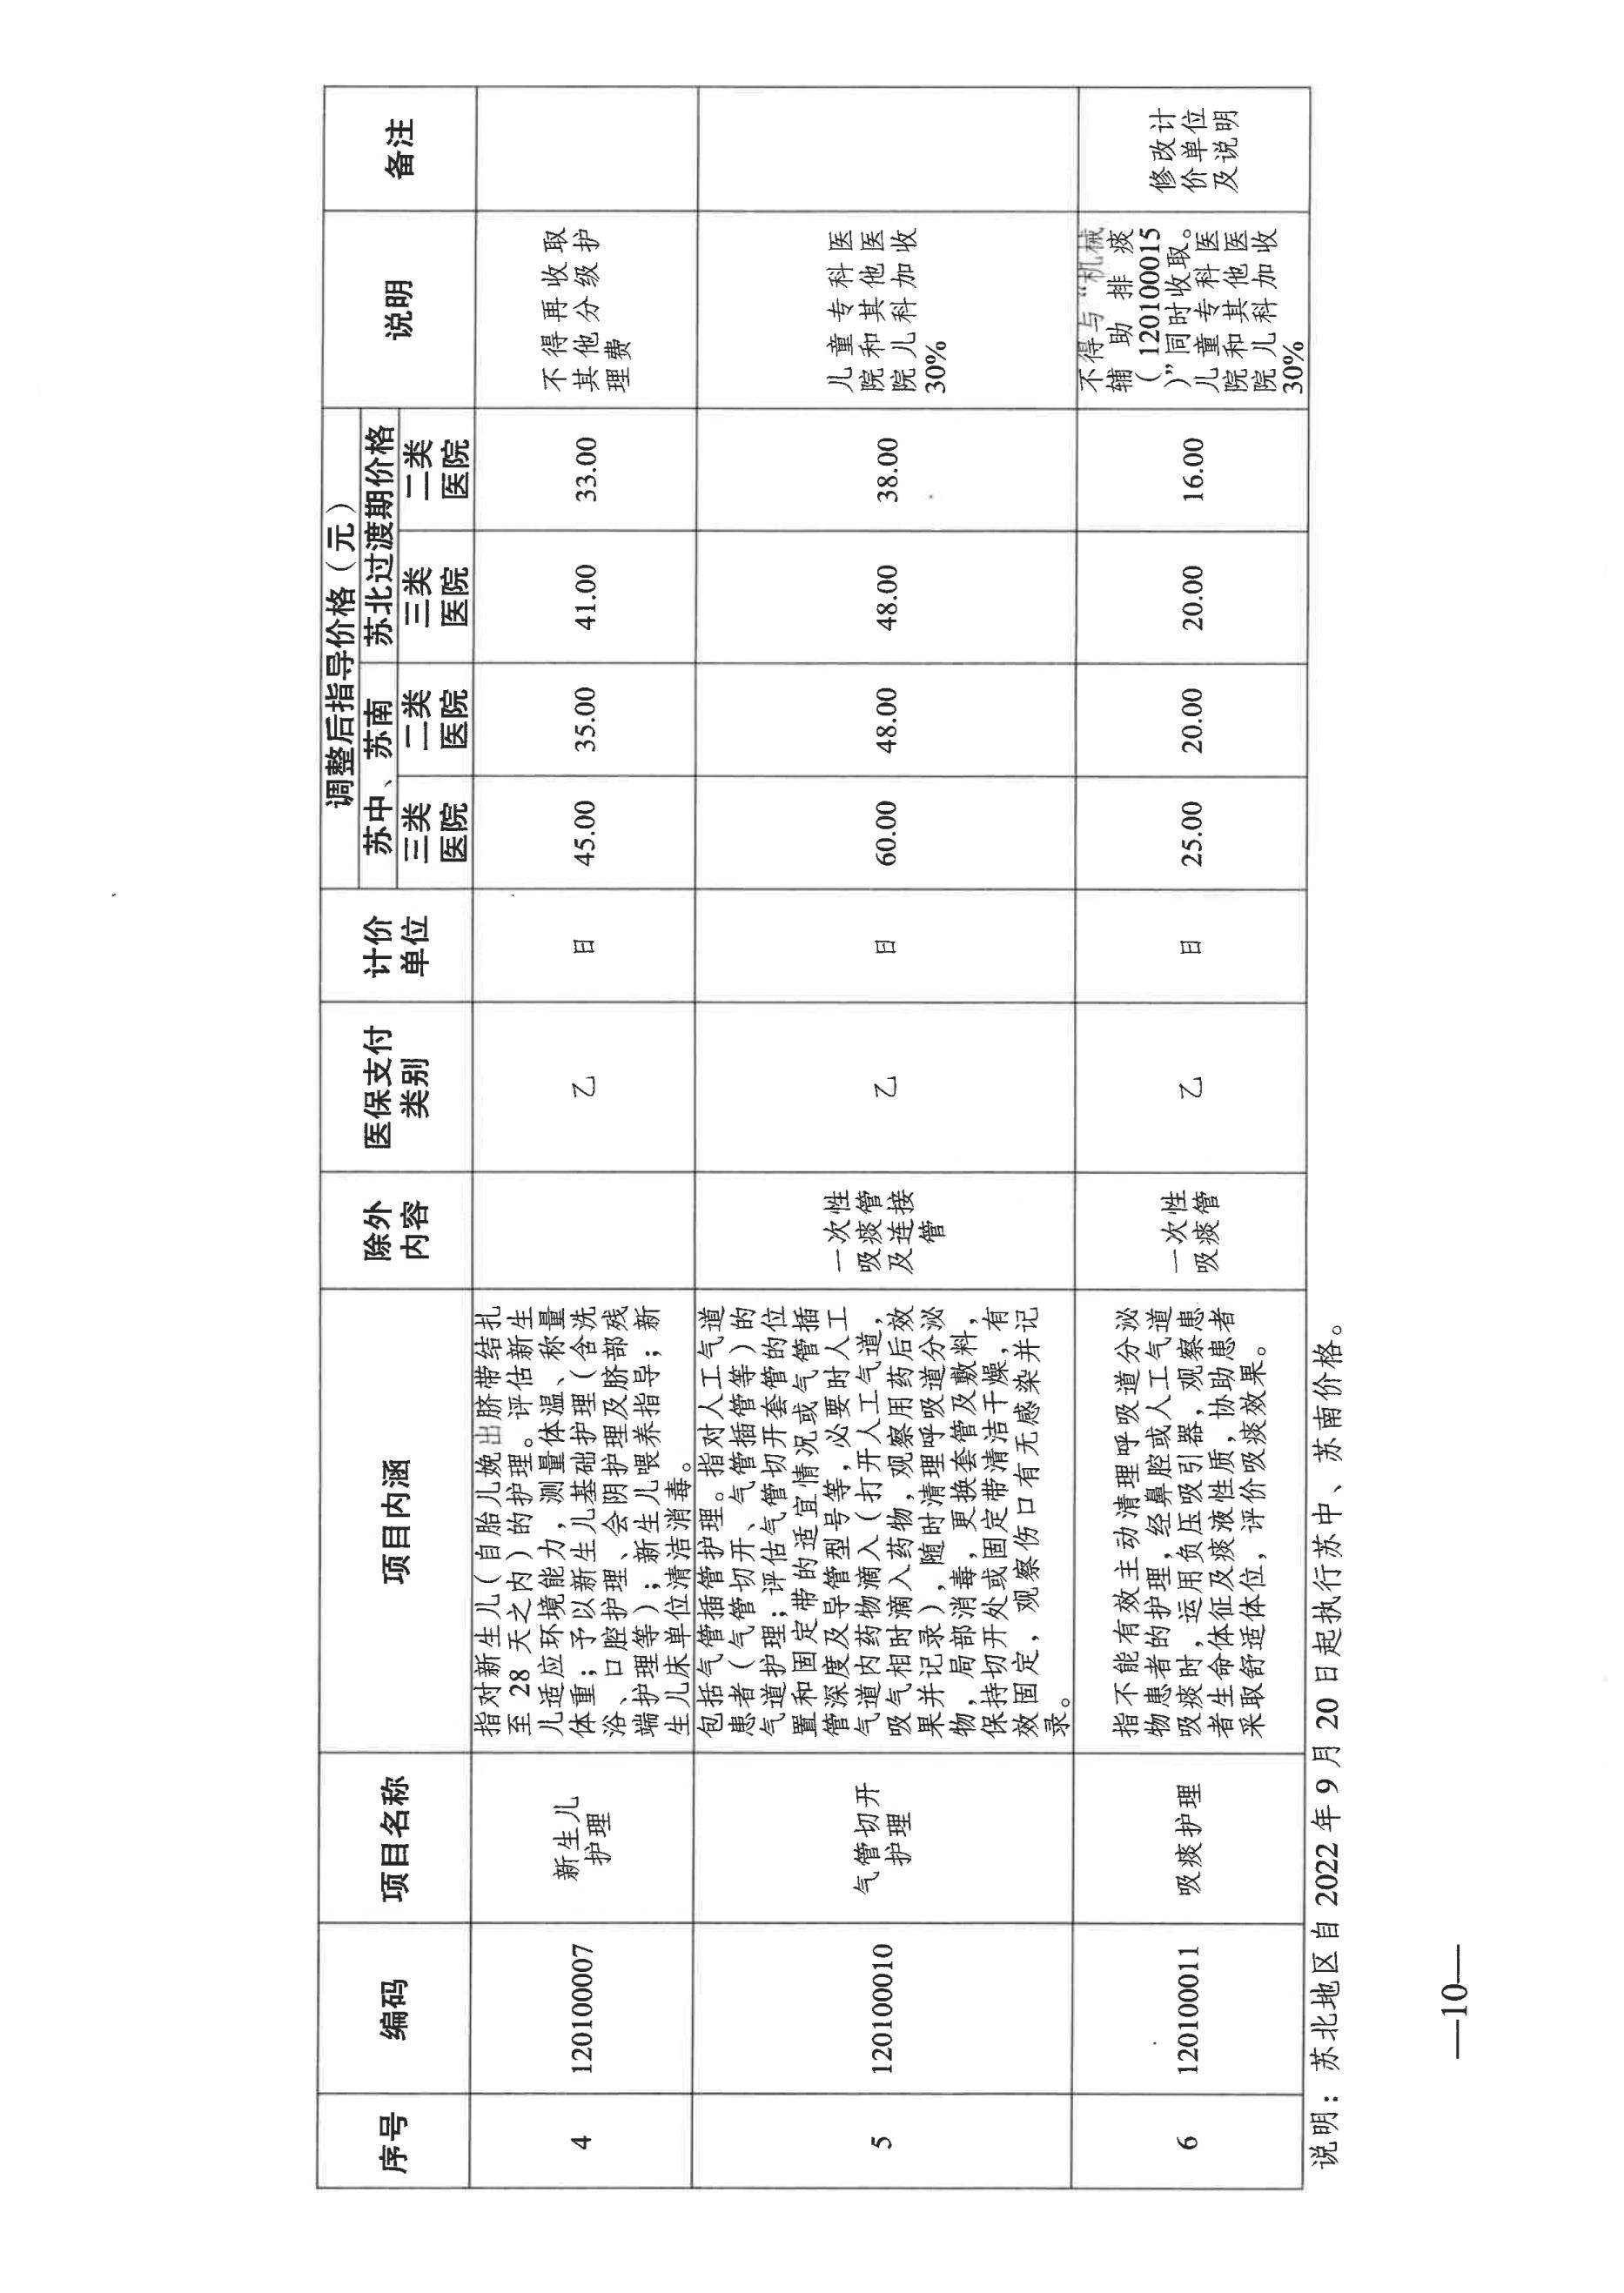 序号
编码
项目名称
项目内涵
除外
内容
医保支付
类别
计价
单位
调整后指导价格（元）
苏中、苏南
苏北过渡期价格
三类
医院
二类
医院
三类
医院
二类
医院
说明
备注
4
120100007
新生儿
护理
指对新生儿（自胎儿娩出脐带结扎
至 28 天之内）的护理。评估新生
儿适应环境能力，测量体温、称量
体重；予以新生儿基础护理（含洗
浴、口腔护理、会阴护理及脐部残
端护理等）；新生儿喂养指导；新
生儿床单位清洁消毒。
乙
日
45.00
35.00
41.00
33.00
不得再收取
其他分级护
理费
5
120100010
气管切开
护理
包括气管插管护理。指对人工气道
患者（气管切开、气管插管等）的
气道护理；评估气管切开套管的位
置和固定带的适宜情况或气管插
管深度及导管型号等，必要时人工
气道内药物滴入（打开人工气道，
吸气相时滴入药物，观察用药后效
果并记录），随时清理呼吸道分泌
物，局部消毒，更换套管及敷料，
保持切开处或固定带清洁干燥，有
效固定，观察伤口有无感染并记
录。
一次性
吸痰管
及连接
管
乙
日
60.00
48.00
48.00
38.00
儿童专科医
院和其他医
院儿科加收
30%
6
120100011
吸痰护理
指不能有效主动清理呼吸道分泌
物患者的护理，经鼻腔或人工气道
吸痰时，运用负压吸引器，观察患
者生命体征及痰液性质，协助患者
采取舒适体位，评价吸痰效果。
一次性
吸痰管
乙
日
25.00
20.00
20.00
16.00
不得与“机械
辅助排痰
（120100015
）”同时收取。
儿童专科医
院和其他医
院儿科加收
30%
修改计
价单位
及说明
说明：苏北地区自 2022 年 9 月 20 日起执行苏中、苏南价格。
—10—